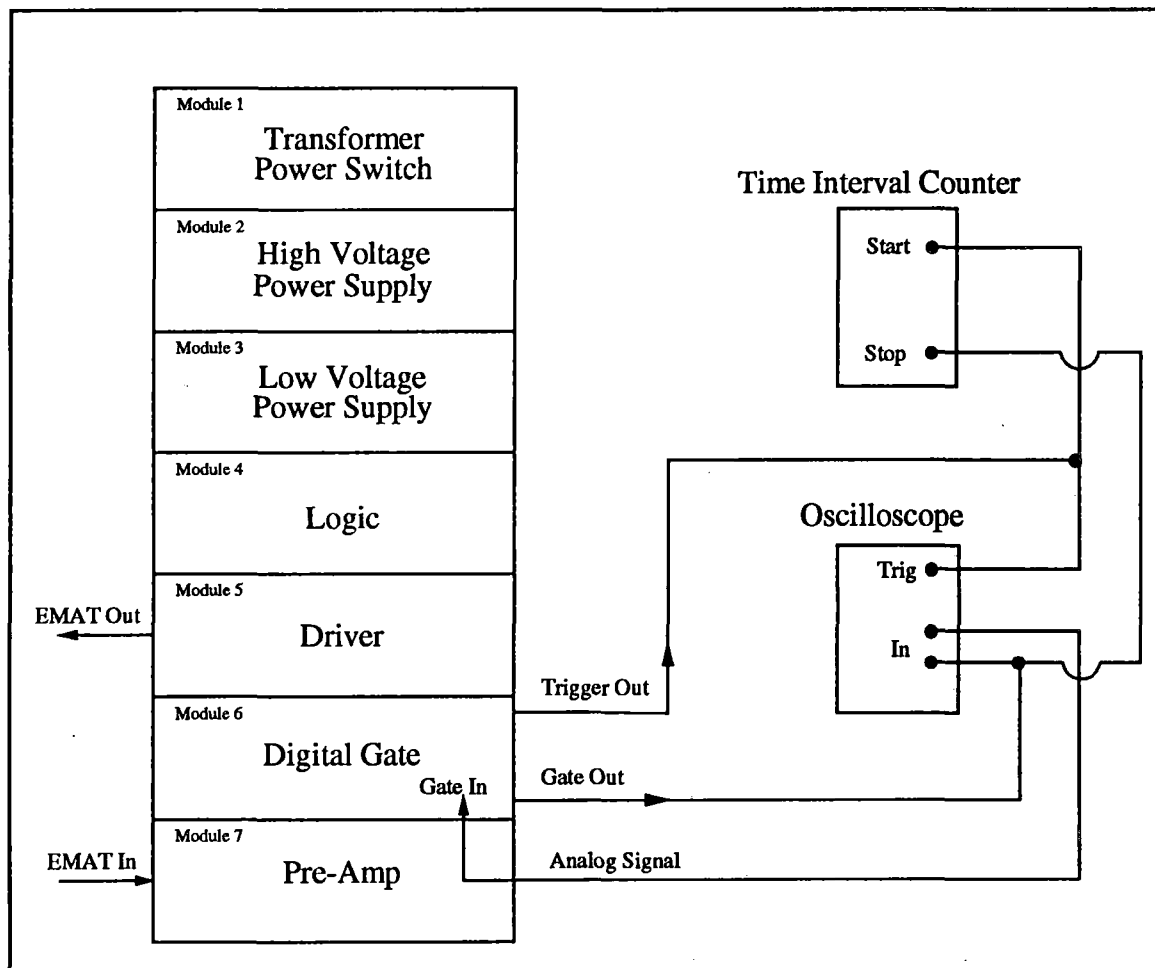 Module 1
Transformer
Power Switch
Module 2
High Voltage
Power Supply
Module 3
Low Voltage
Power Supply
Module 4
Logic
Module 5
Driver
EMAT Out
Module 6
Digital Gate
Gate In
Trigger Out
Gate Out
Module 7
Pre-Amp
EMAT In
Analog Signal
Time Interval Counter
Start
Stop
Oscilloscope
Trig
In